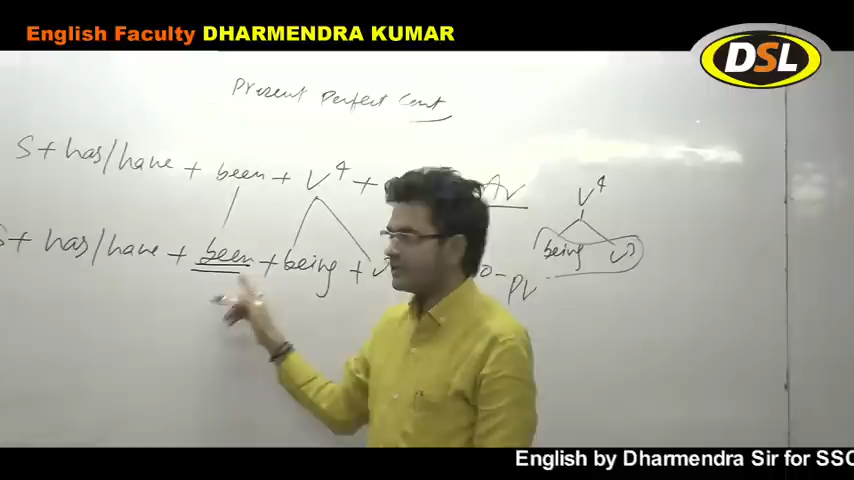 English Faculty DHARMENDRA KUMAR
DSL
Present Perfect Cont
S + has/have + been + V⁴ + AV
S + has/have + been + being + V
O - PV
V⁴
being V³
English by Dharmendra Sir for SSC